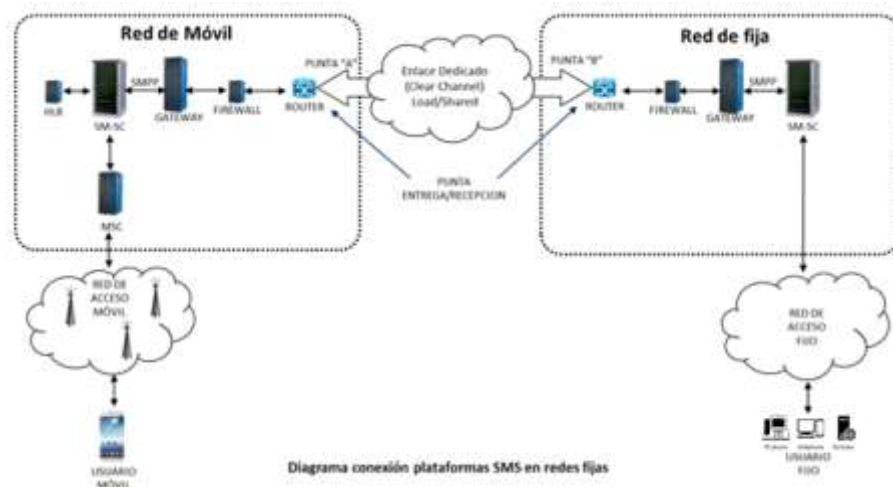 Red de Móvil
Red de fija
PUNTA "A"
Enlace Dedicado
(Clear Channel)
Load/Shared
PUNTA "B"
HLR
SM-SC
SMPP
GATEWAY
FIREWALL
ROUTER
ROUTER
FIREWALL
GATEWAY
SMPP
SM-SC
PUNTA
ENTREGA/RECEPCION
MSC
RED DE
ACCESO
MÓVIL
RED DE
ACCESO
FIJO
USUARIO
MÓVIL
USUARIO
FIJO
Diagrama conexión plataformas SMS en redes fijas